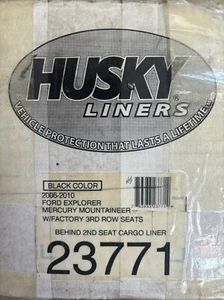 HUSKY
LINERS
VEHICLE PROTECTION THAT LASTS A LIFETIME
BLACK COLOR
2006-2010
FORD EXPLORER
MERCURY MOUNTAINEER
W/FACTORY 3RD ROW SEATS
BEHIND 2ND SEAT CARGO LINER
23771